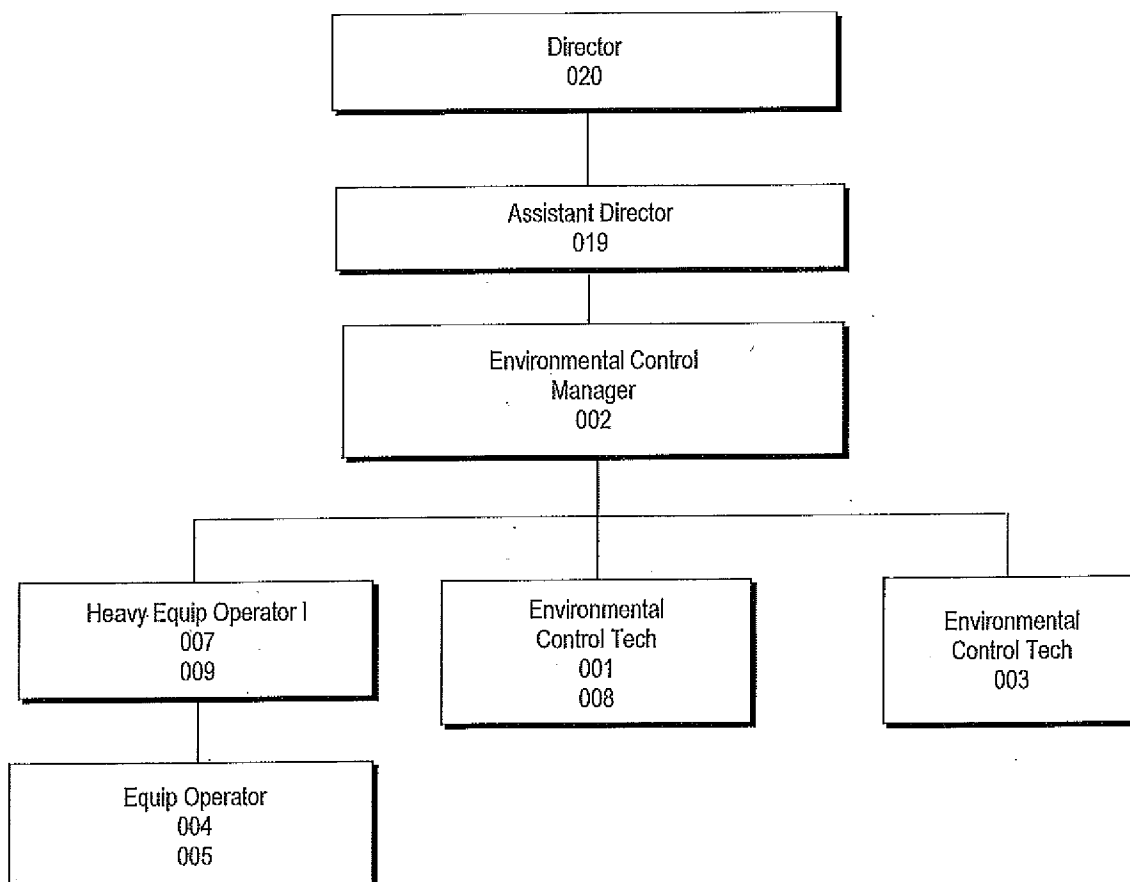 Director
020
Assistant Director
019
Environmental Control
Manager
002
Heavy Equip Operator I
007
009
Environmental
Control Tech
001
008
Environmental
Control Tech
003
Equip Operator
004
005